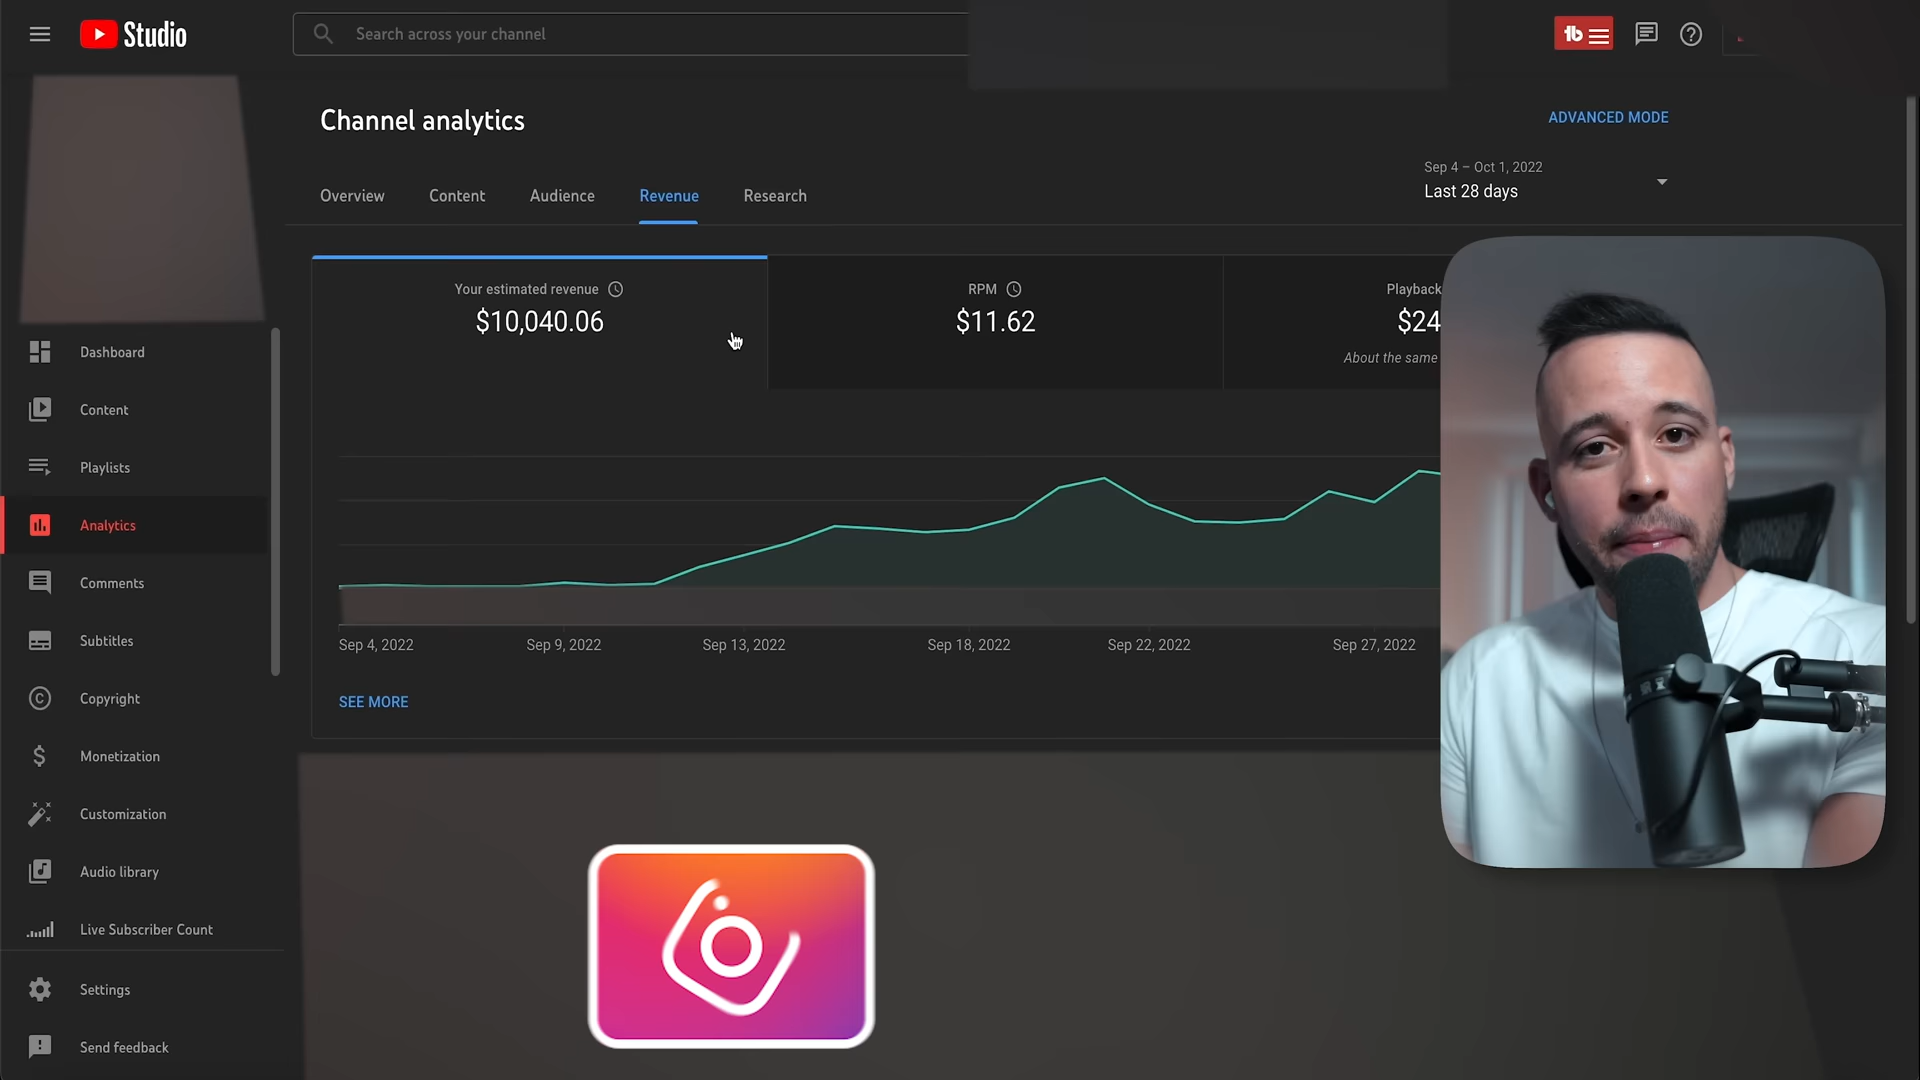 Studio
Search across your channel
Channel analytics
ADVANCED MODE
Sep 4 – Oct 1, 2022
Last 28 days
Overview
Content
Audience
Revenue
Research
Your estimated revenue
$10,040.06
RPM
$11.62
Playback
$24
About the same
Sep 4, 2022
Sep 9, 2022
Sep 13, 2022
Sep 18, 2022
Sep 22, 2022
Sep 27, 2022
SEE MORE
Dashboard
Content
Playlists
Analytics
Comments
Subtitles
Copyright
Monetization
Customization
Audio library
Live Subscriber Count
Settings
Send feedback